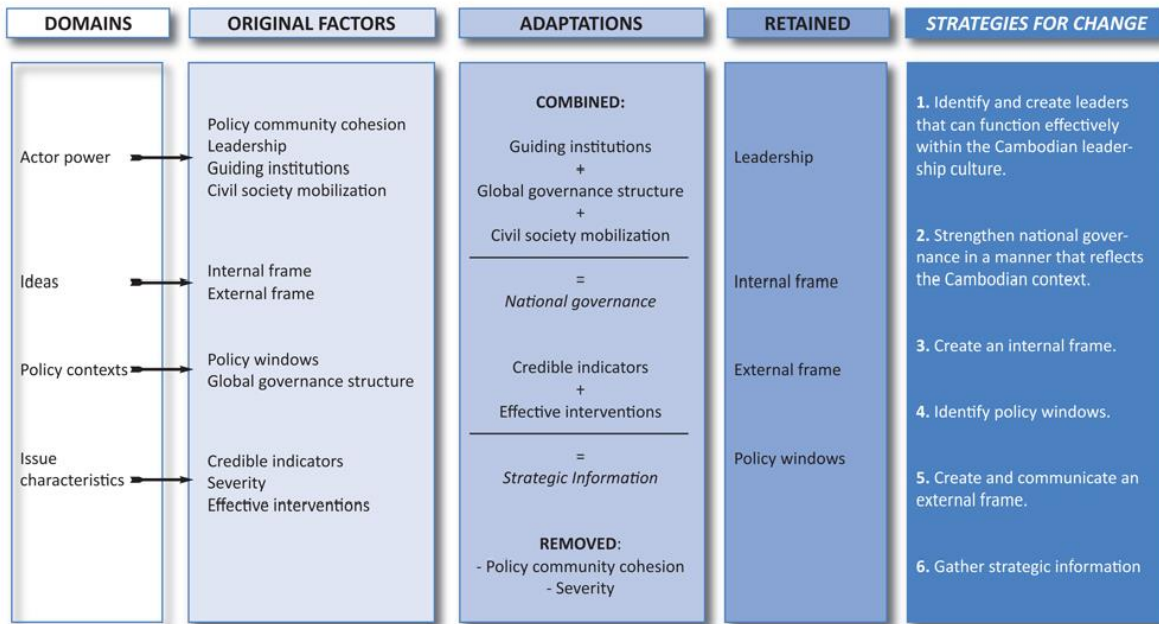 DOMAINS
ORIGINAL FACTORS
ADAPTATIONS
RETAINED
STRATEGIES FOR CHANGE
Actor power
Ideas
Policy contexts
Issue
characteristics
Policy community cohesion
Leadership
Guiding institutions
Civil society mobilization
Internal frame
External frame
Policy windows
Global governance structure
Credible indicators
Severity
Effective interventions
COMBINED:
Guiding institutions
+
Global governance structure
+
Civil society mobilization
=
National governance
Credible indicators
+
Effective interventions
=
Strategic Information
REMOVED:
- Policy community cohesion
- Severity
Leadership
Internal frame
External frame
Policy windows
1. Identify and create leaders
that can function effectively
within the Cambodian leader-
ship culture.
2. Strengthen national gover-
nance in a manner that reflects
the Cambodian context.
3. Create an internal frame.
4. Identify policy windows.
5. Create and communicate an
external frame.
6. Gather strategic information